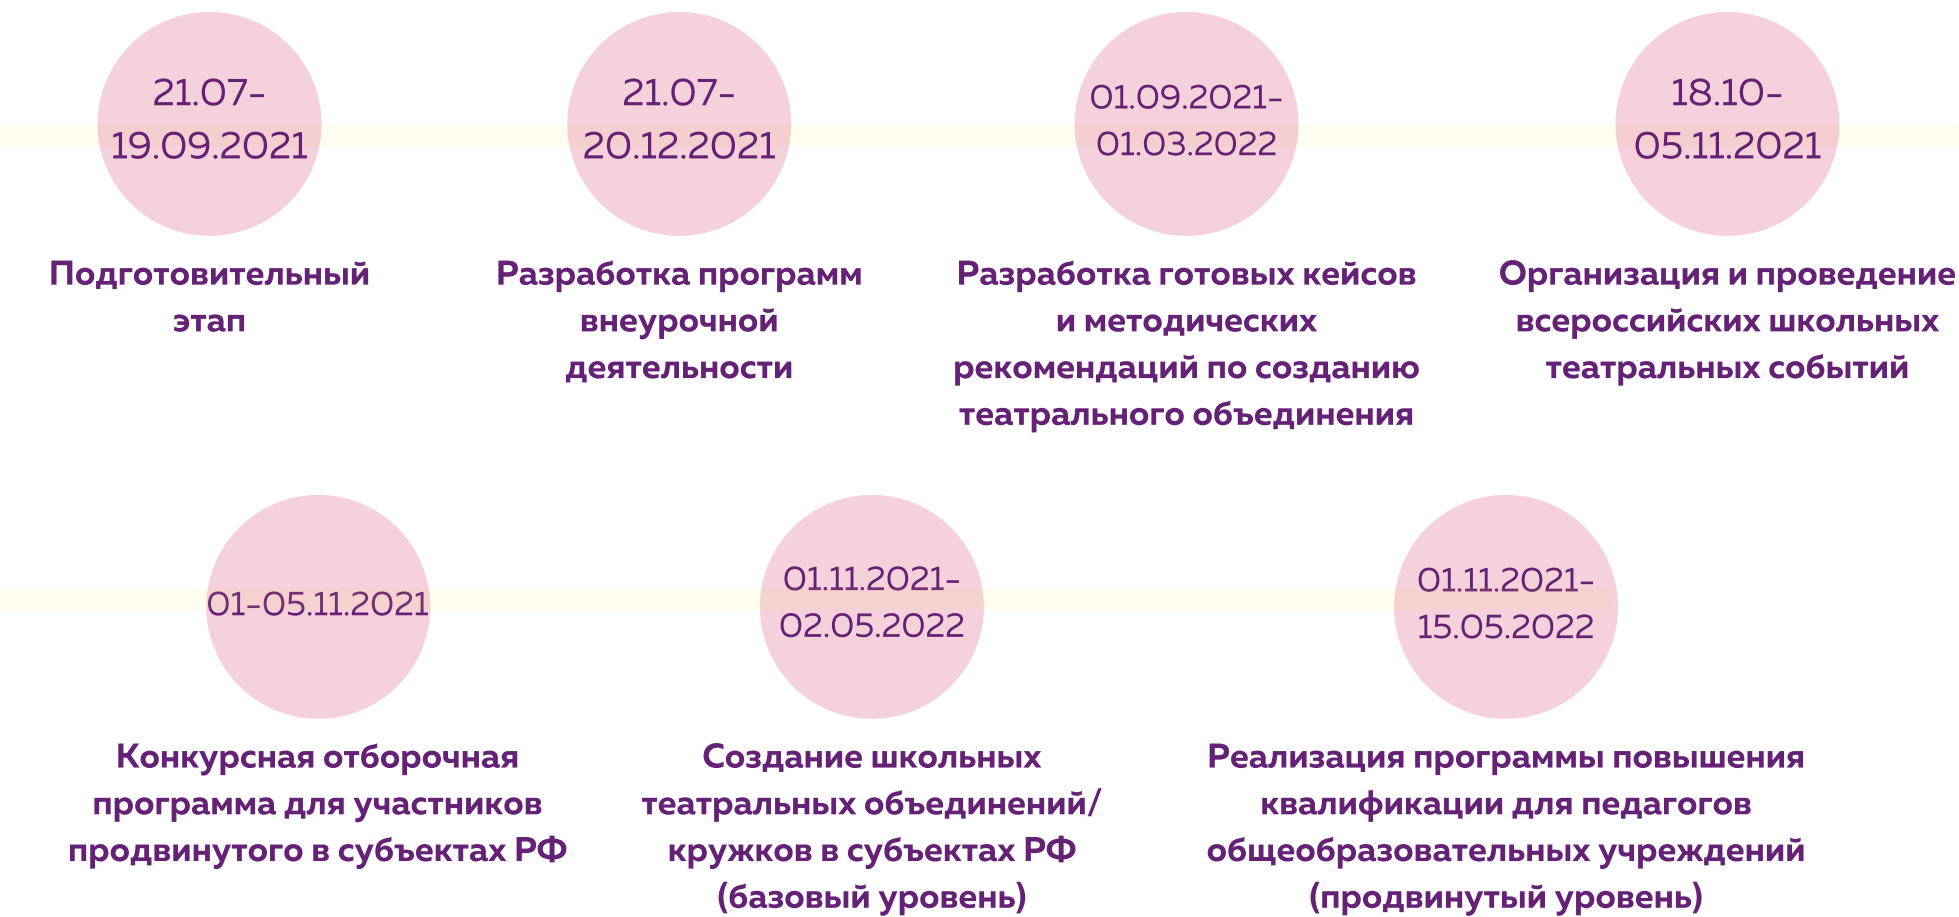 21.07-
19.09.2021
Подготовительный
этап
21.07-
20.12.2021
Разработка программ
внеурочной
деятельности
01.09.2021-
01.03.2022
Разработка готовых кейсов
и методических
рекомендаций по созданию
театрального объединения
18.10-
05.11.2021
Организация и проведение
всероссийских школьных
театральных событий
01-05.11.2021
Конкурсная отборочная
программа для участников
продвинутого в субъектах РФ
01.11.2021-
02.05.2022
Создание школьных
театральных объединений/
кружков в субъектах РФ
(базовый уровень)
01.11.2021-
15.05.2022
Реализация программы повышения
квалификации для педагогов
общеобразовательных учреждений
(продвинутый уровень)